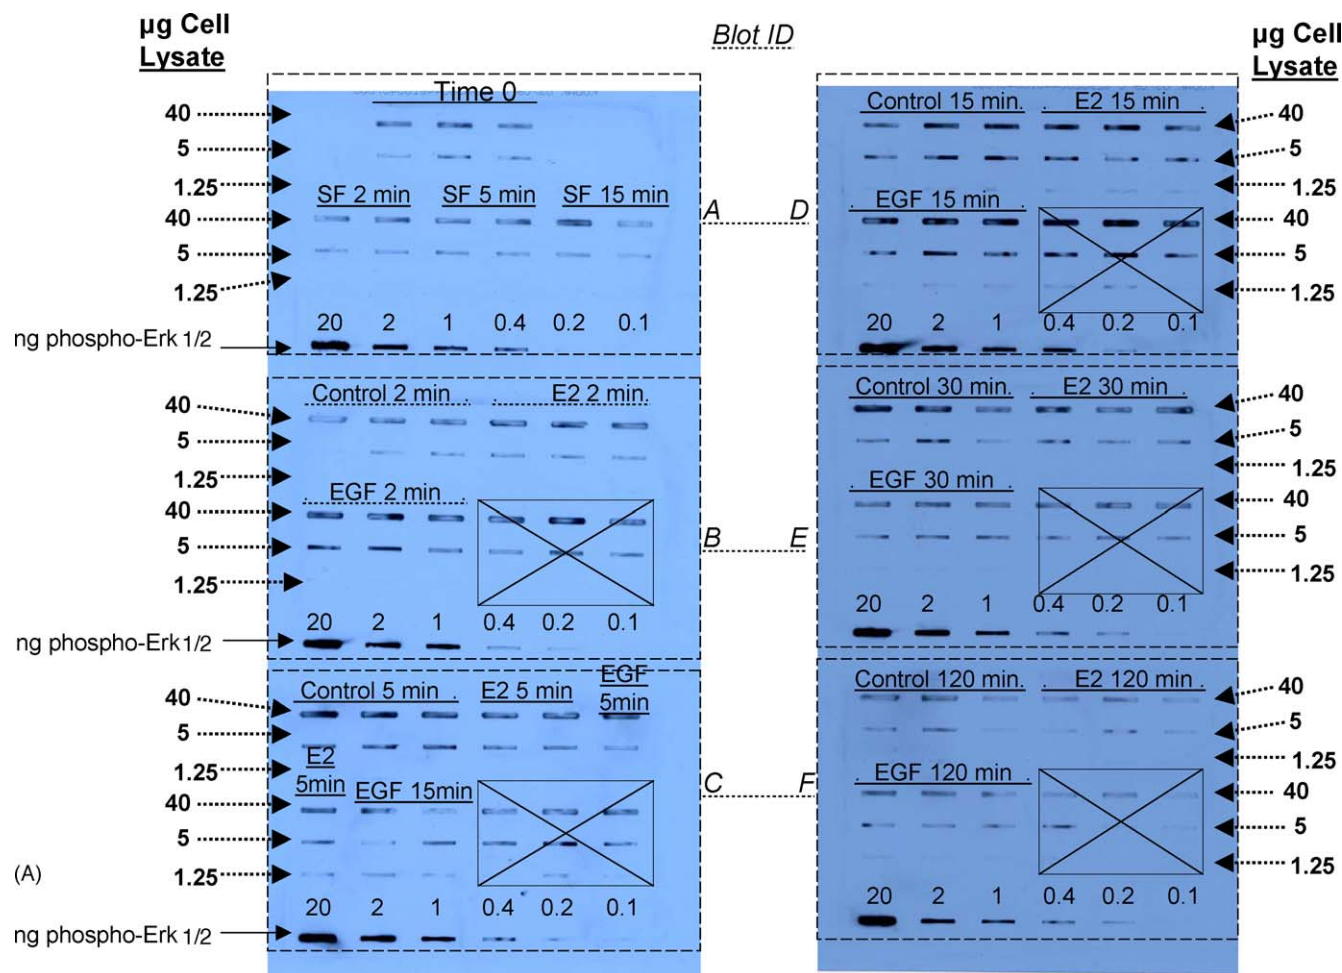 µg Cell
Lysate
Blot ID
µg Cell
Lysate
Time 0
40
5
1.25
SF 2 min SF 5 min SF 15 min
40
5
1.25
20 2 1 0.4 0.2 0.1
ng phospho-Erk 1/2
A D
Control 15 min. . E2 15 min .
40
5
1.25
. EGF 15 min .
40
5
1.25
20 2 1 0.4 0.2 0.1
Control 2 min . . E2 2 min .
40
5
1.25
. EGF 2 min .
40
5
1.25
20 2 1 0.4 0.2 0.1
ng phospho-Erk 1/2
B E
Control 30 min. . E2 30 min .
40
5
1.25
. EGF 30 min .
40
5
1.25
20 2 1 0.4 0.2 0.1
Control 5 min . E2 5min EGF
5min
40
5
1.25
E2
5min EGF 15min
40
5
1.25
(A)
20 2 1 0.4 0.2 0.1
ng phospho-Erk 1/2
C F
Control 120 min. . E2 120 min .
40
5
1.25
. EGF 120 min .
40
5
1.25
20 2 1 0.4 0.2 0.1